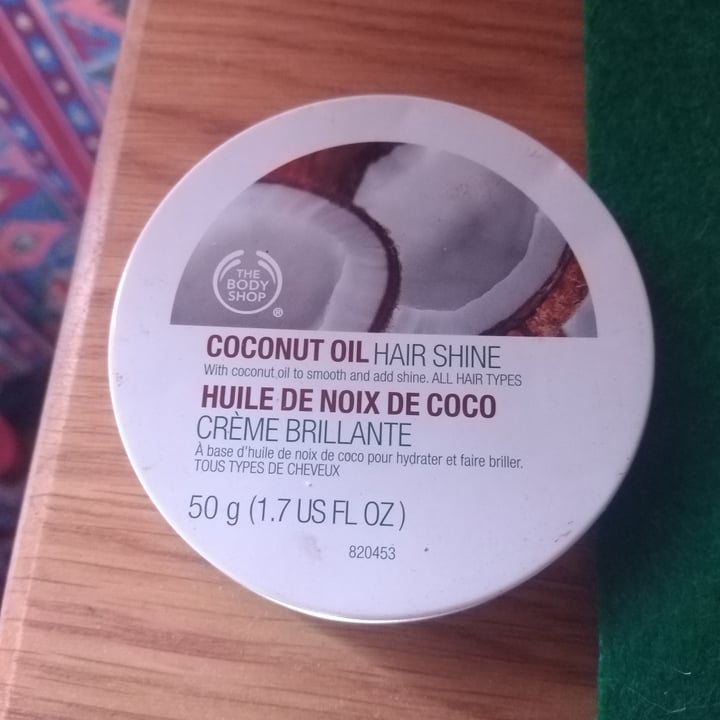 THE
BODY
SHOP
®
COCONUT OIL HAIR SHINE
With coconut oil to smooth and add shine. ALL HAIR TYPES
HUILE DE NOIX DE COCO
CRÈME BRILLANTE
À base d'huile de noix de coco pour hydrater et faire briller.
TOUS TYPES DE CHEVEUX
50 g (1.7 US FL OZ)
820453